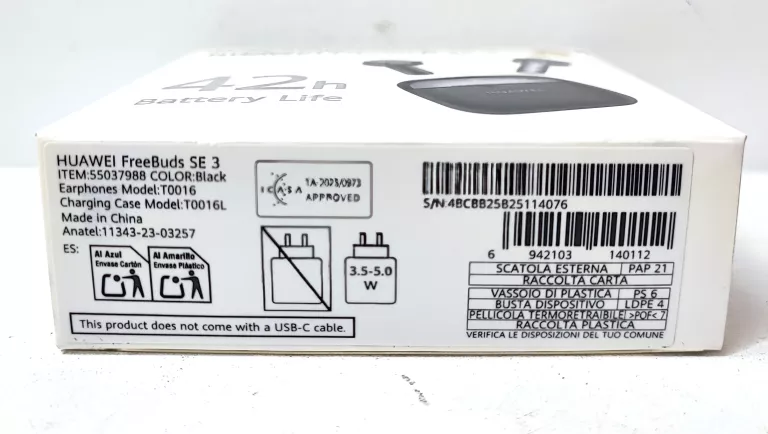 42h
Battery Life
HUAWEI FreeBuds SE 3
ITEM:55037988 COLOR:Black
Earphones Model:T0016
Charging Case Model:T0016L
Made in China
Anatel:11343-23-03257
ES:
Al Azul
Envase Cartón
Al Amarillo
Envase Plástico
This product does not come with a USB-C cable.
ICASA
TA-2023/0973
APPROVED
3.5-5.0
W
S/N:4BCBB25B25114076
6 942103 140112
SCATOLA ESTERNA PAP 21
RACCOLTA CARTA
VASSOIO DI PLASTICA PS 6
BUSTA DISPOSITIVO LDPE 4
PELLICOLA TERMORETRAIBILE >POF< 7
RACCOLTA PLASTICA
VERIFICA LE DISPOSIZIONI DEL TUO COMUNE